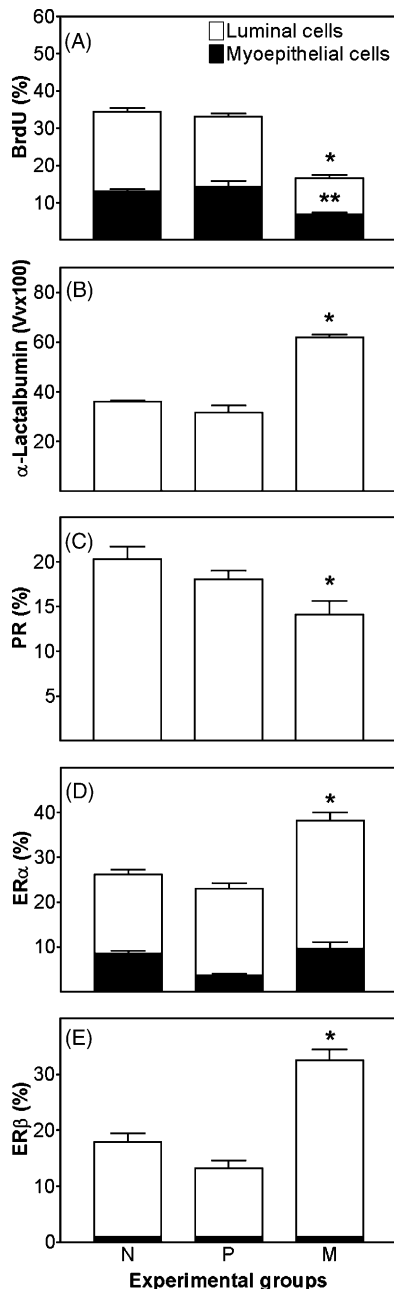 (A)
Luminal cells
Myoepithelial cells
BrdU (%)
60
50
40
30
20
10
*
**
(B)
α-Lactalbumin (Vvx100)
80
60
40
20
*
(C)
PR (%)
20
15
10
5
*
(D)
ERα (%)
40
30
20
10
*
(E)
ERβ (%)
30
20
10
0
*
N P M
Experimental groups